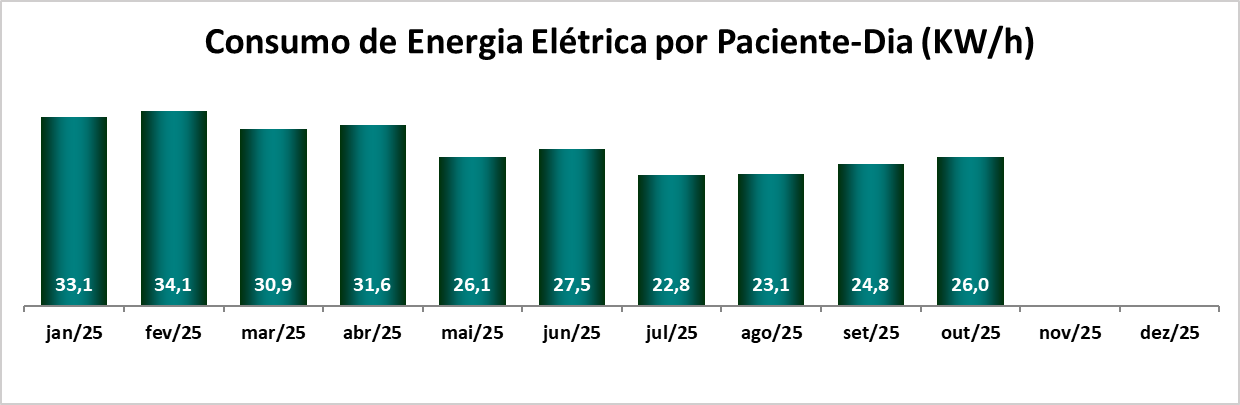 Consumo de Energia Elétrica por Paciente-Dia (KW/h)
33,1 34,1 30,9 31,6 26,1 27,5 22,8 23,1 24,8 26,0
jan/25 fev/25 mar/25 abr/25 mai/25 jun/25 jul/25 ago/25 set/25 out/25 nov/25 dez/25